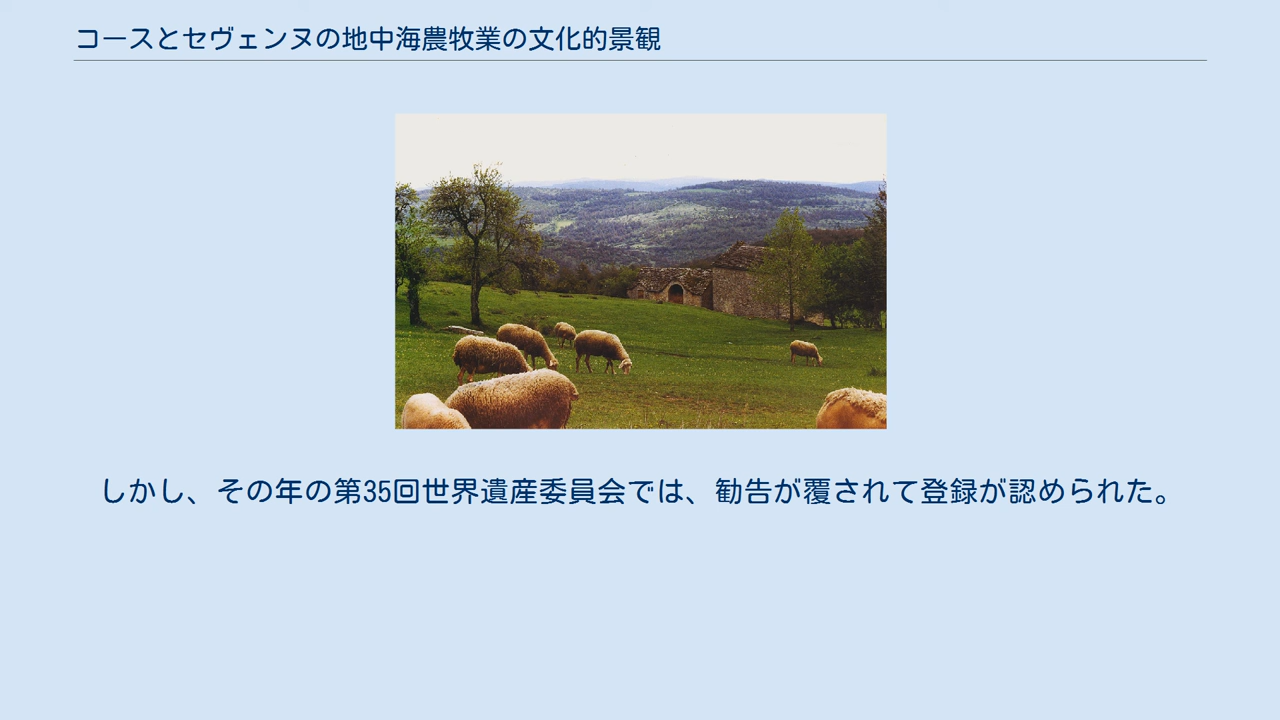 コースとセヴェンヌの地中海農牧業の文化的景観
しかし、その年の第35回世界遺産委員会では、勧告が覆されて登録が認められた。